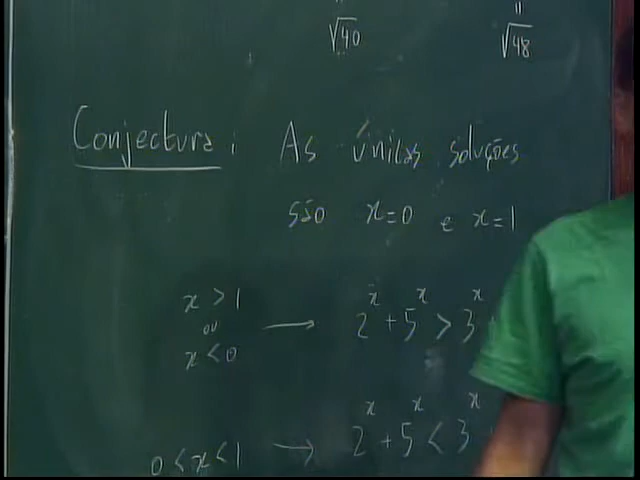 √40 √48
Conjectura: As únicas soluções
são x=0 e x=1
x > 1
ou → 2^x + 5^x > 3^x
x < 0
0 < x < 1 → 2^x + 5^x < 3^x